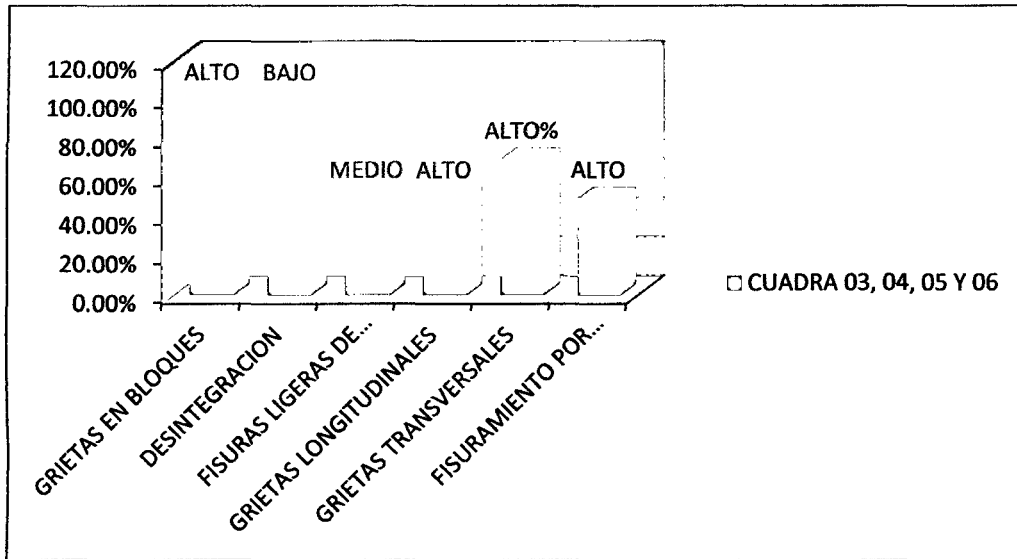 120.00%
100.00%
80.00%
60.00%
40.00%
20.00%
0.00%
ALTO BAJO
ALTO%
MEDIO ALTO
ALTO
GRIETAS EN BLOQUES
DESINTEGRACION
FISURAS LIGERAS DE...
GRIETAS LONGITUDINALES
GRIETAS TRANSVERSALES
FISURAMIENTO POR...
CUADRA 03, 04, 05 Y 06